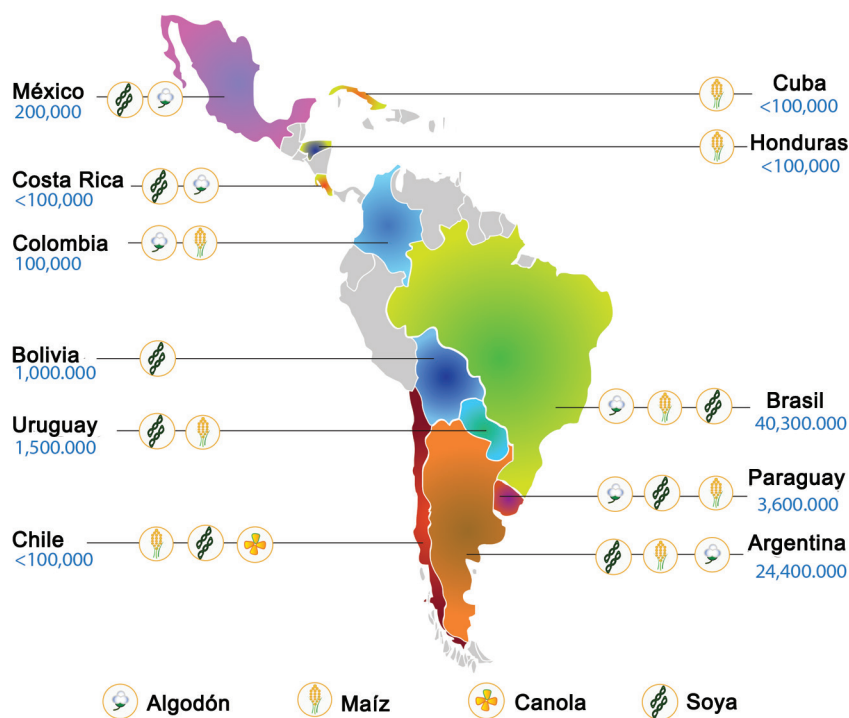 México
200,000
Costa Rica
<100,000
Colombia
100,000
Bolivia
1,000.000
Uruguay
1,500.000
Chile
<100,000
Cuba
<100,000
Honduras
<100,000
Brasil
40,300.000
Paraguay
3,600.000
Argentina
24,400.000
Algodón
Maíz
Canola
Soya